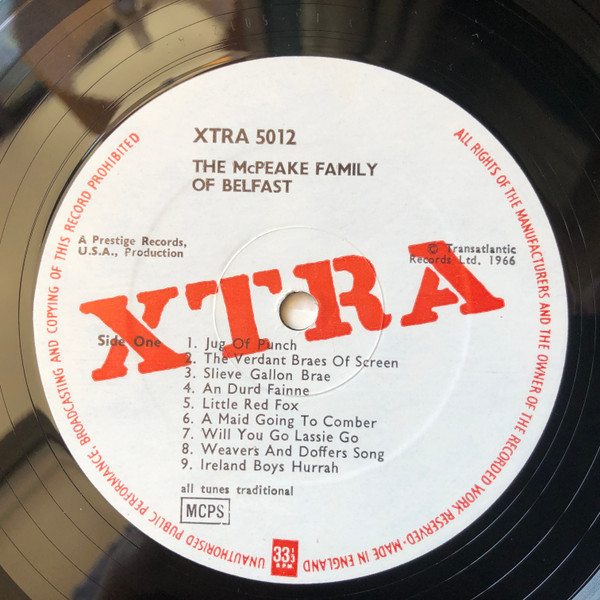 XTRA 5012
THE McPEAKE FAMILY
OF BELFAST
A Prestige Records,
U.S.A., Production
© Transatlantic
Records Ltd. 1966
XTRA
Side One
1. Jug Of Punch
2. The Verdant Braes Of Screen
3. Slieve Gallon Brae
4. An Durd Fainne
5. Little Red Fox
6. A Maid Going To Comber
7. Will You Go Lassie Go
8. Weavers And Doffers Song
9. Ireland Boys Hurrah
all tunes traditional
MCPS
33⅓
R.P.M.
ALL RIGHTS OF THE MANUFACTURERS AND THE OWNER OF THE RECORDED WORK RESERVED·MADE IN ENGLAND
UNAUTHORISED PUBLIC PERFORMANCE, BROADCASTING AND COPYING OF THIS RECORD PROHIBITED